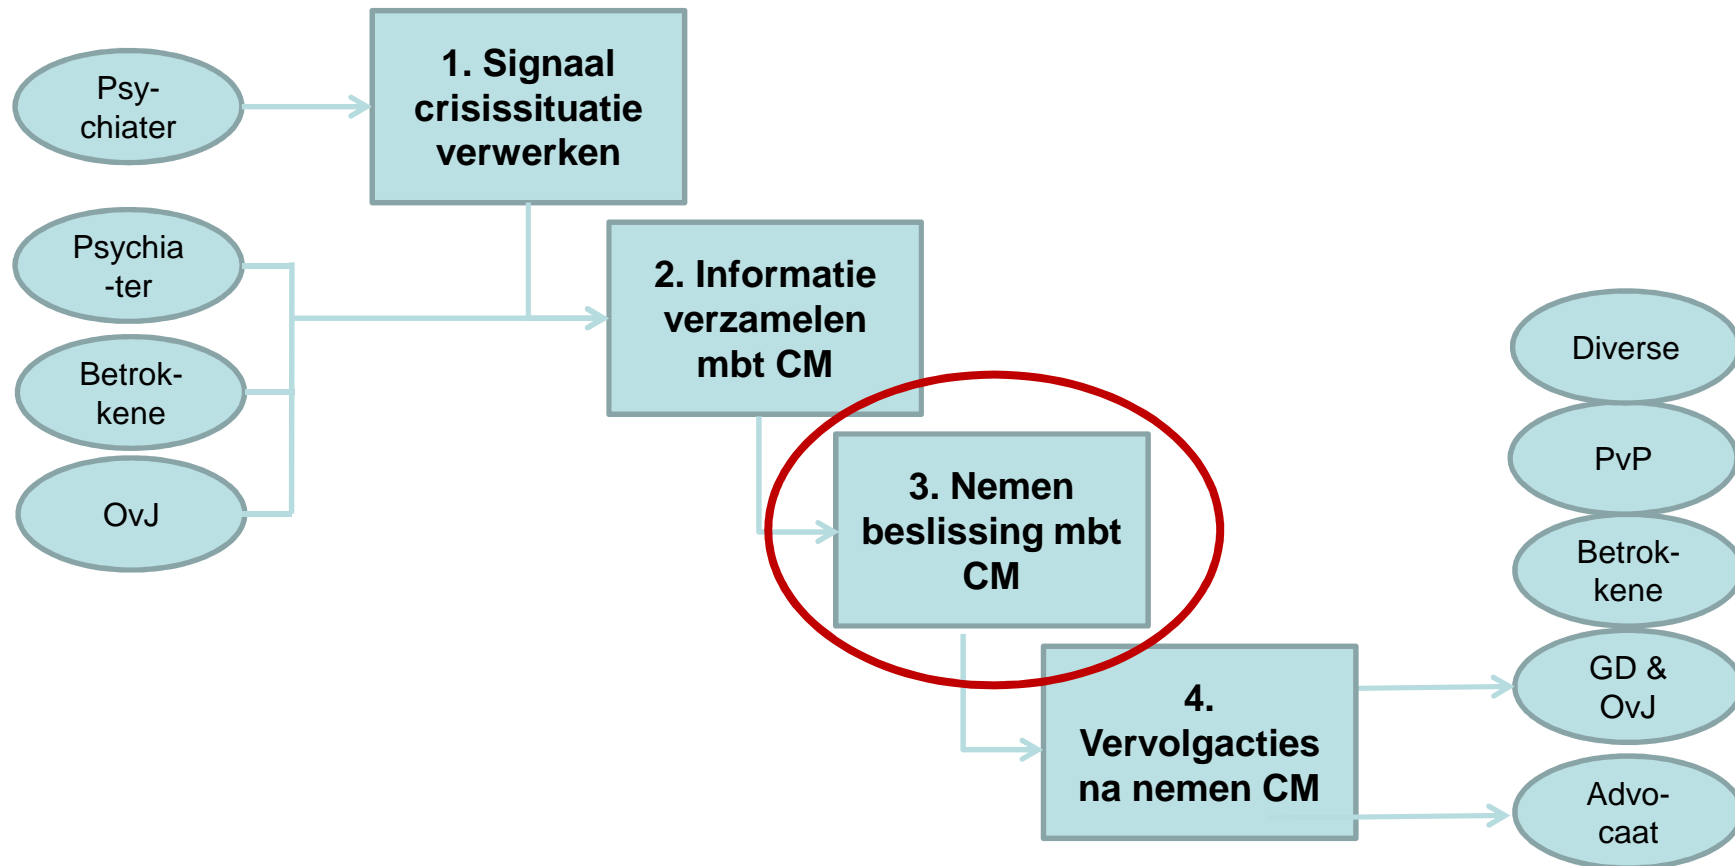 Psy-
chiater
1. Signaal
crisissituatie
verwerken
Psychia
-ter
Betrok-
kene
OvJ
2. Informatie
verzamelen
mbt CM
3. Nemen
beslissing mbt
CM
4.
Vervolgacties
na nemen CM
Diverse
PvP
Betrok-
kene
GD &
OvJ
Advo-
caat